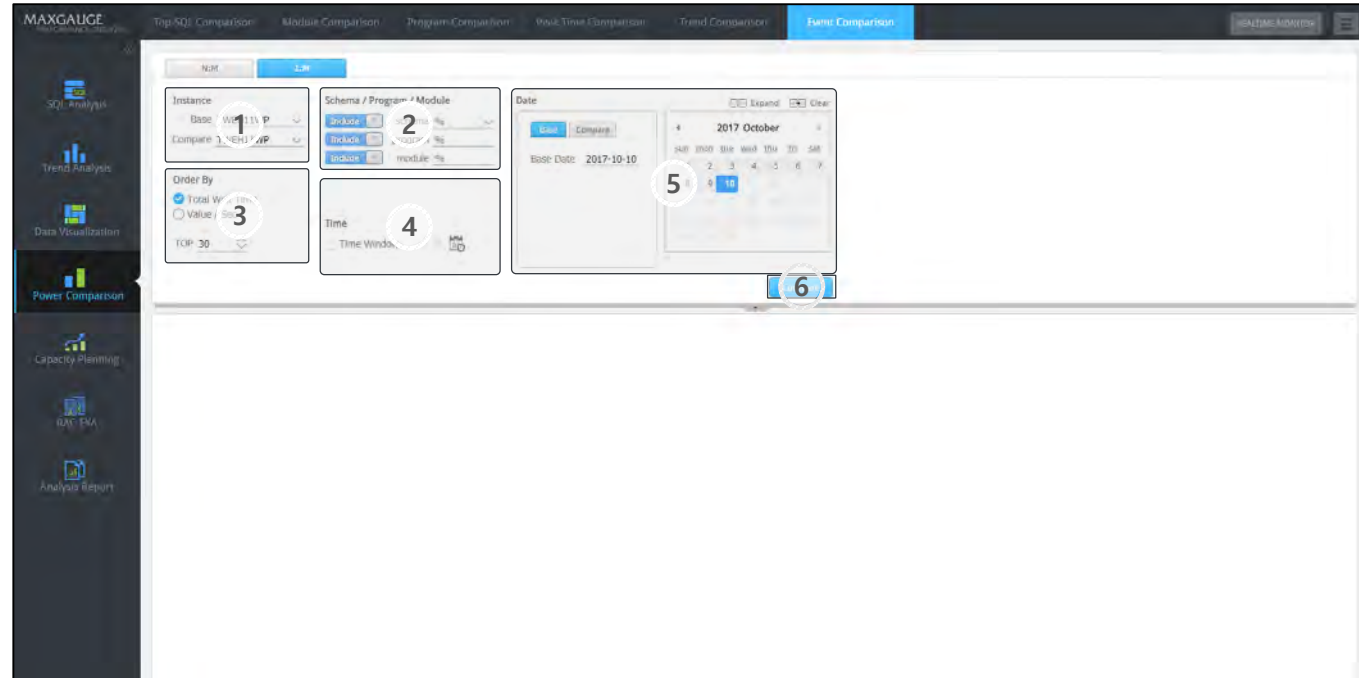 MAXGAUGE
Top SQL Comparison Module Comparison Program Comparison Peak Time Comparison Trend Comparison Event Comparison
SQL Analysis
Trend Analysis
Data Visualization
Power Comparison
Capacity Planning
Analysis Report
N:M
Instance
Base
Compare
1
Schema / Program / Module
Include
Include program %
Include module %
2
Order By
Total Wait Time
Value /
TOP 30
3
Time
Time Window
4
Date
Expand Clear
Base Compare
Base Date 2017-10-10
2017 October
sun mon tue wed thu fri sat
2 3 4 5 6 7
9 10
5
6